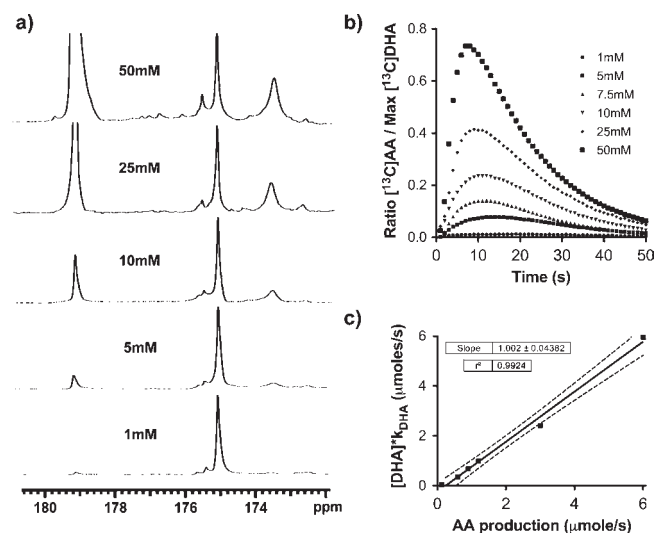 a)
50mM
25mM
10mM
5mM
1mM
180 178 176 174 ppm
b)
Ratio [¹³C]AA / Max [¹³C]DHA
0.8
0.6
0.4
0.2
0.0
1mM
5mM
7.5mM
10mM
25mM
50mM
0 10 20 30 40 50
Time (s)
c)
[DHA]*k_DHA (µmoles/s)
6
4
2
0
Slope 1.002 ± 0.04382
r² 0.9924
0 2 4 6
AA production (µmole/s)